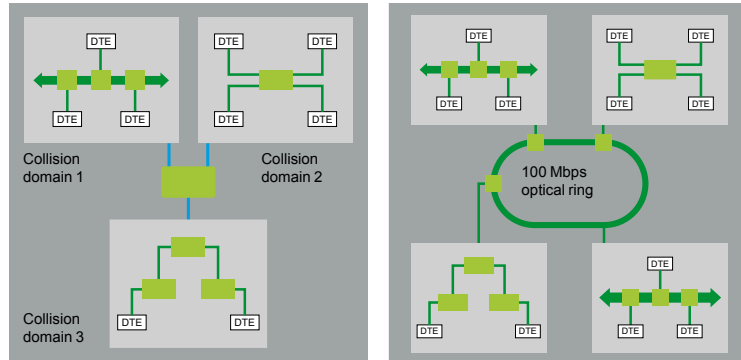 DTE
DTE
DTE
DTE
DTE
DTE
DTE
Collision
domain 1
Collision
domain 2
DTE
DTE
Collision
domain 3
DTE
DTE
DTE
DTE
DTE
DTE
DTE
100 Mbps
optical ring
DTE
DTE
DTE
DTE
DTE